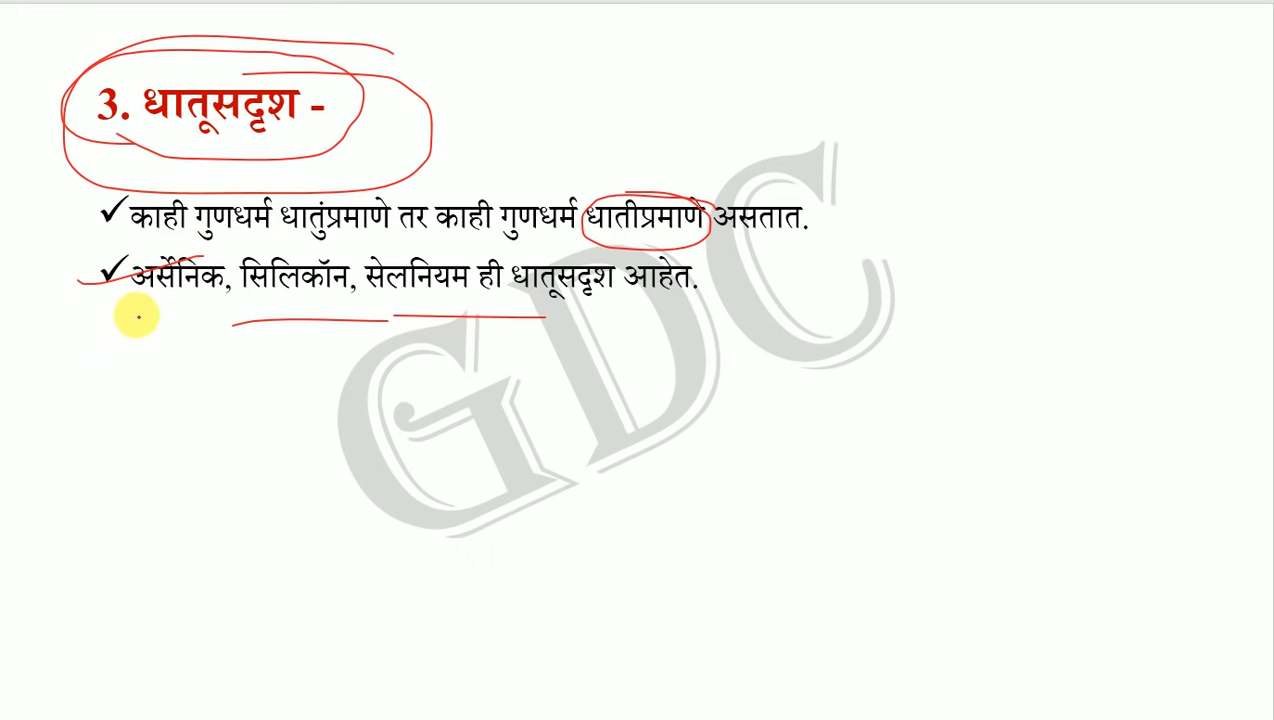 3. धातूसदृश -
✓काही गुणधर्म धातुंप्रमाणे तर काही गुणधर्म धातीप्रमाणे असतात.
✓अर्सेनिक, सिलिकॉन, सेलनियम ही धातूसदृश आहेत.
GDC